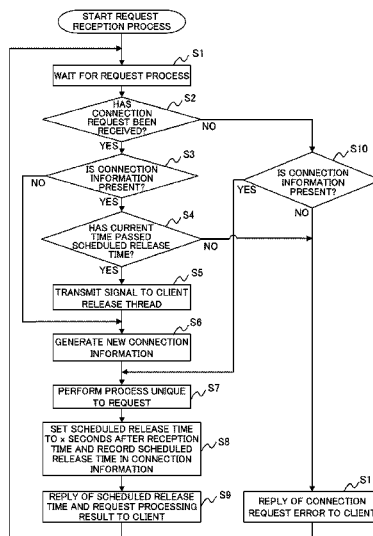 START REQUEST
RECEPTION PROCESS
S1
WAIT FOR REQUEST PROCESS
S2
HAS
CONNECTION
REQUEST BEEN
RECEIVED?
NO
YES
S3
IS CONNECTION
INFORMATION
PRESENT?
NO
YES
S10
IS CONNECTION
INFORMATION
PRESENT?
YES
NO
S4
HAS CURRENT
TIME PASSED
SCHEDULED RELEASE
TIME?
NO
YES
S5
TRANSMIT SIGNAL TO CLIENT
RELEASE THREAD
S6
GENERATE NEW CONNECTION
INFORMATION
S7
PERFORM PROCESS UNIQUE
TO REQUEST
S8
SET SCHEDULED RELEASE TIME
TO x SECONDS AFTER RECEPTION
TIME AND RECORD SCHEDULED
RELEASE TIME IN CONNECTION
INFORMATION
S9
REPLY OF SCHEDULED RELEASE
TIME AND REQUEST PROCESSING
RESULT TO CLIENT
S1
REPLY OF CONNECTION
REQUEST ERROR TO CLIENT